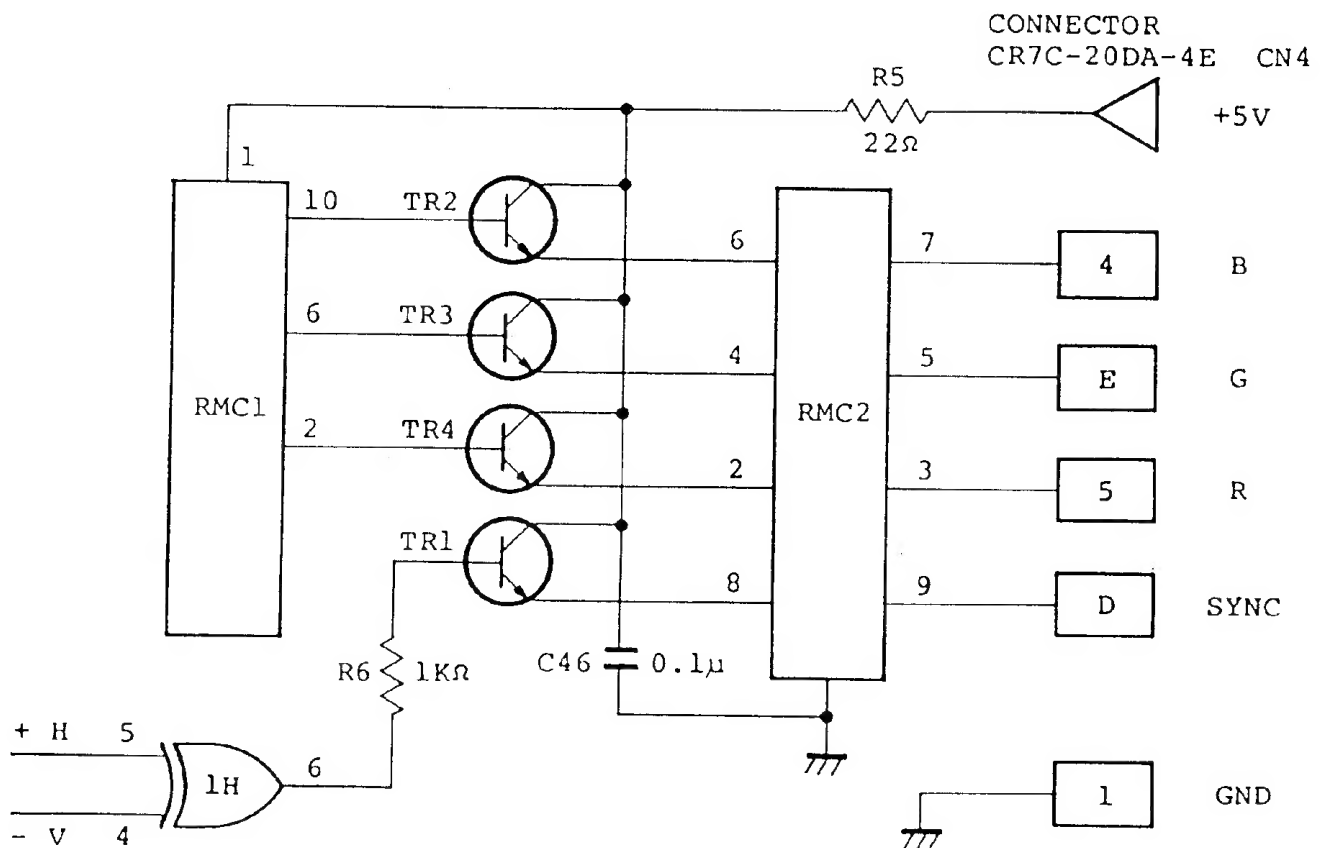 CONNECTOR
CR7C-20DA-4E CN4
R5
22Ω
+5V
1
10
TR2
6
7
4
B
6
TR3
4
5
E
G
RMC1
RMC2
2
TR4
2
3
5
R
TR1
8
9
D
SYNC
R6
1KΩ
C46
0.1μ
+ H 5
1H
6
- V 4
1
GND